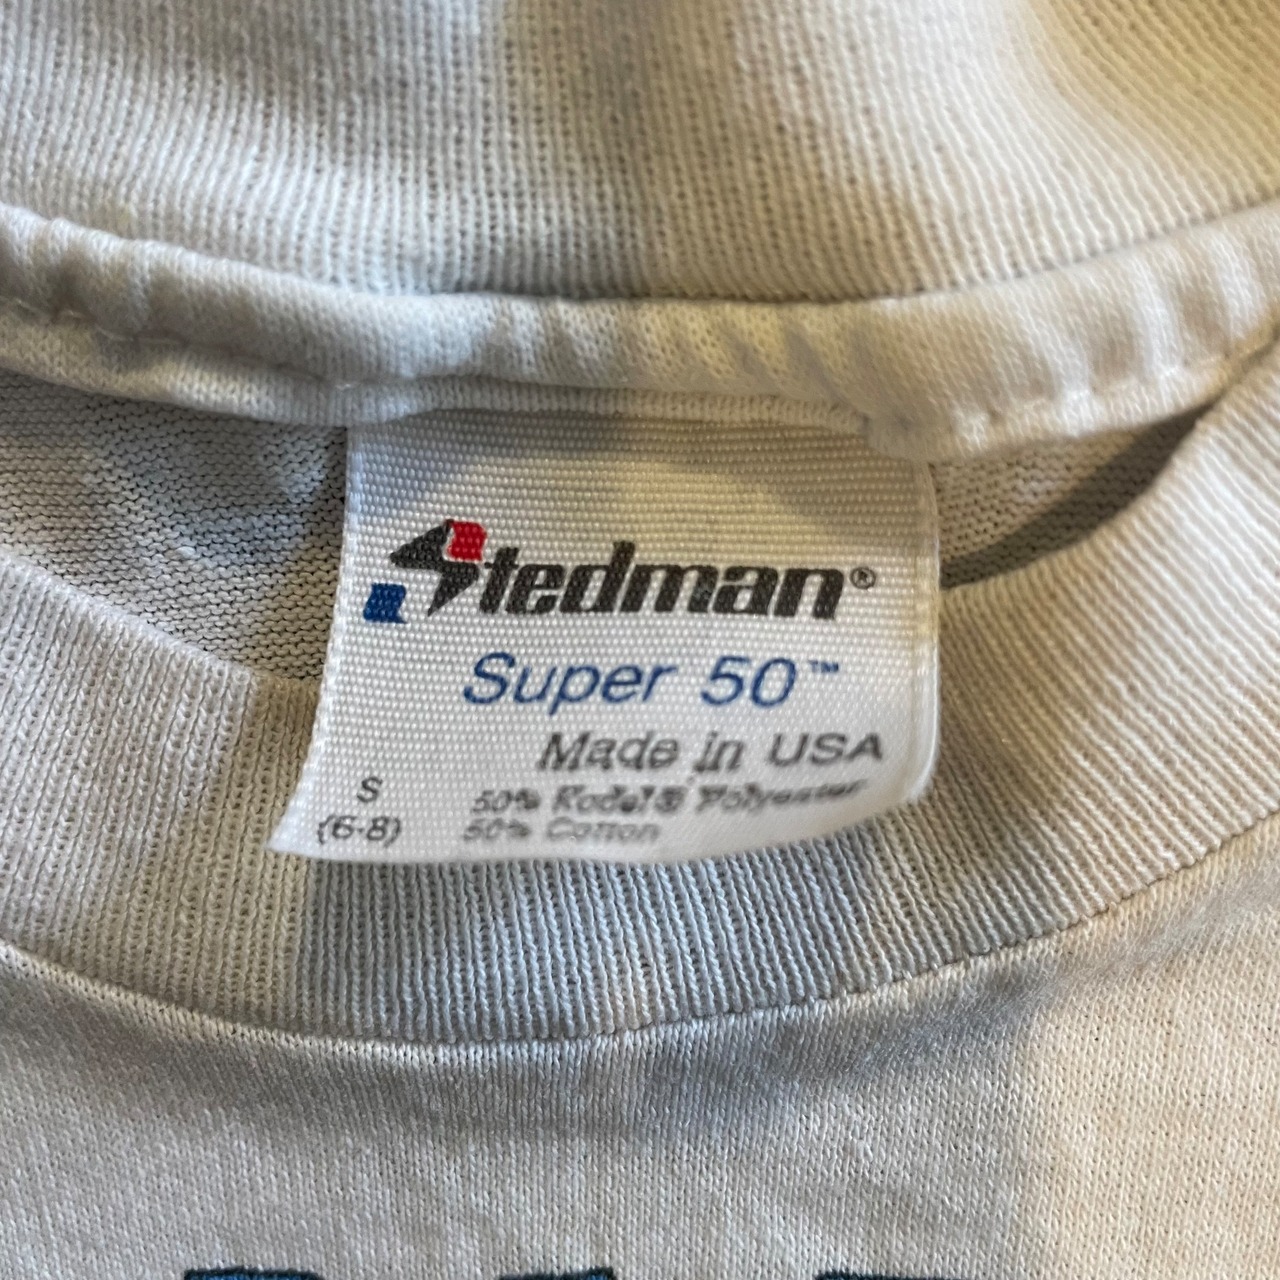 Stedman®
Super 50™
Made in USA
S
(6-8)
50% Kodel® Polyester
50% Cotton